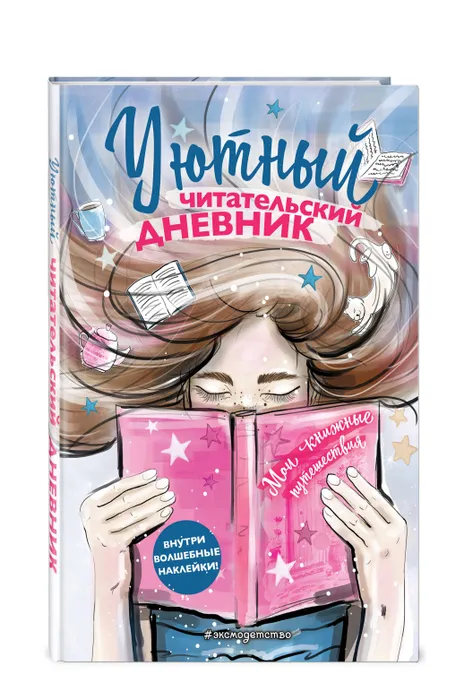 Уютный
читательский
дневник
Мои книжные
путешествия
ВНУТРИ
ВОЛШЕБНЫЕ
НАКЛЕЙКИ!
#эксмодетство
Уютный читательский дневник